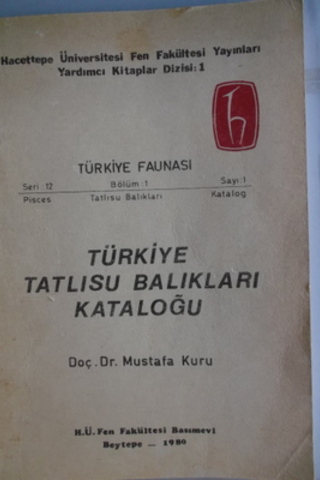 Hacettepe Üniversitesi Fen Fakültesi Yayınları
Yardımcı Kitaplar Dizisi: 1
TÜRKİYE FAUNASI
Seri: 12 Bölüm: 1 Sayı: 1
Pisces Tatlısu Balıkları Katalog
TÜRKİYE
TATLISU BALIKLARI
KATALOĞU
Doç. Dr. Mustafa Kuru
H.Ü. Fen Fakültesi Basımevi
Beytepe — 1980